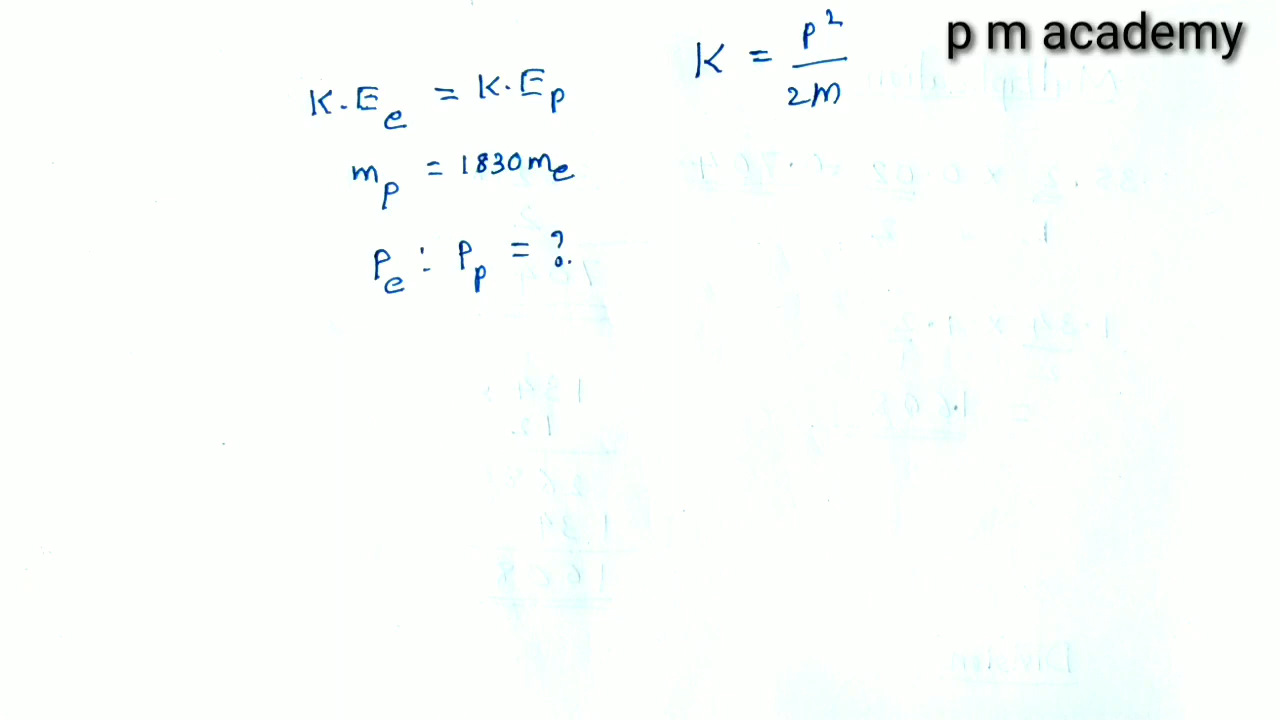 p m academy
K = p²/2m
K.E_e = K.E_p
m_p = 1830 m_e
P_e : P_p = ?